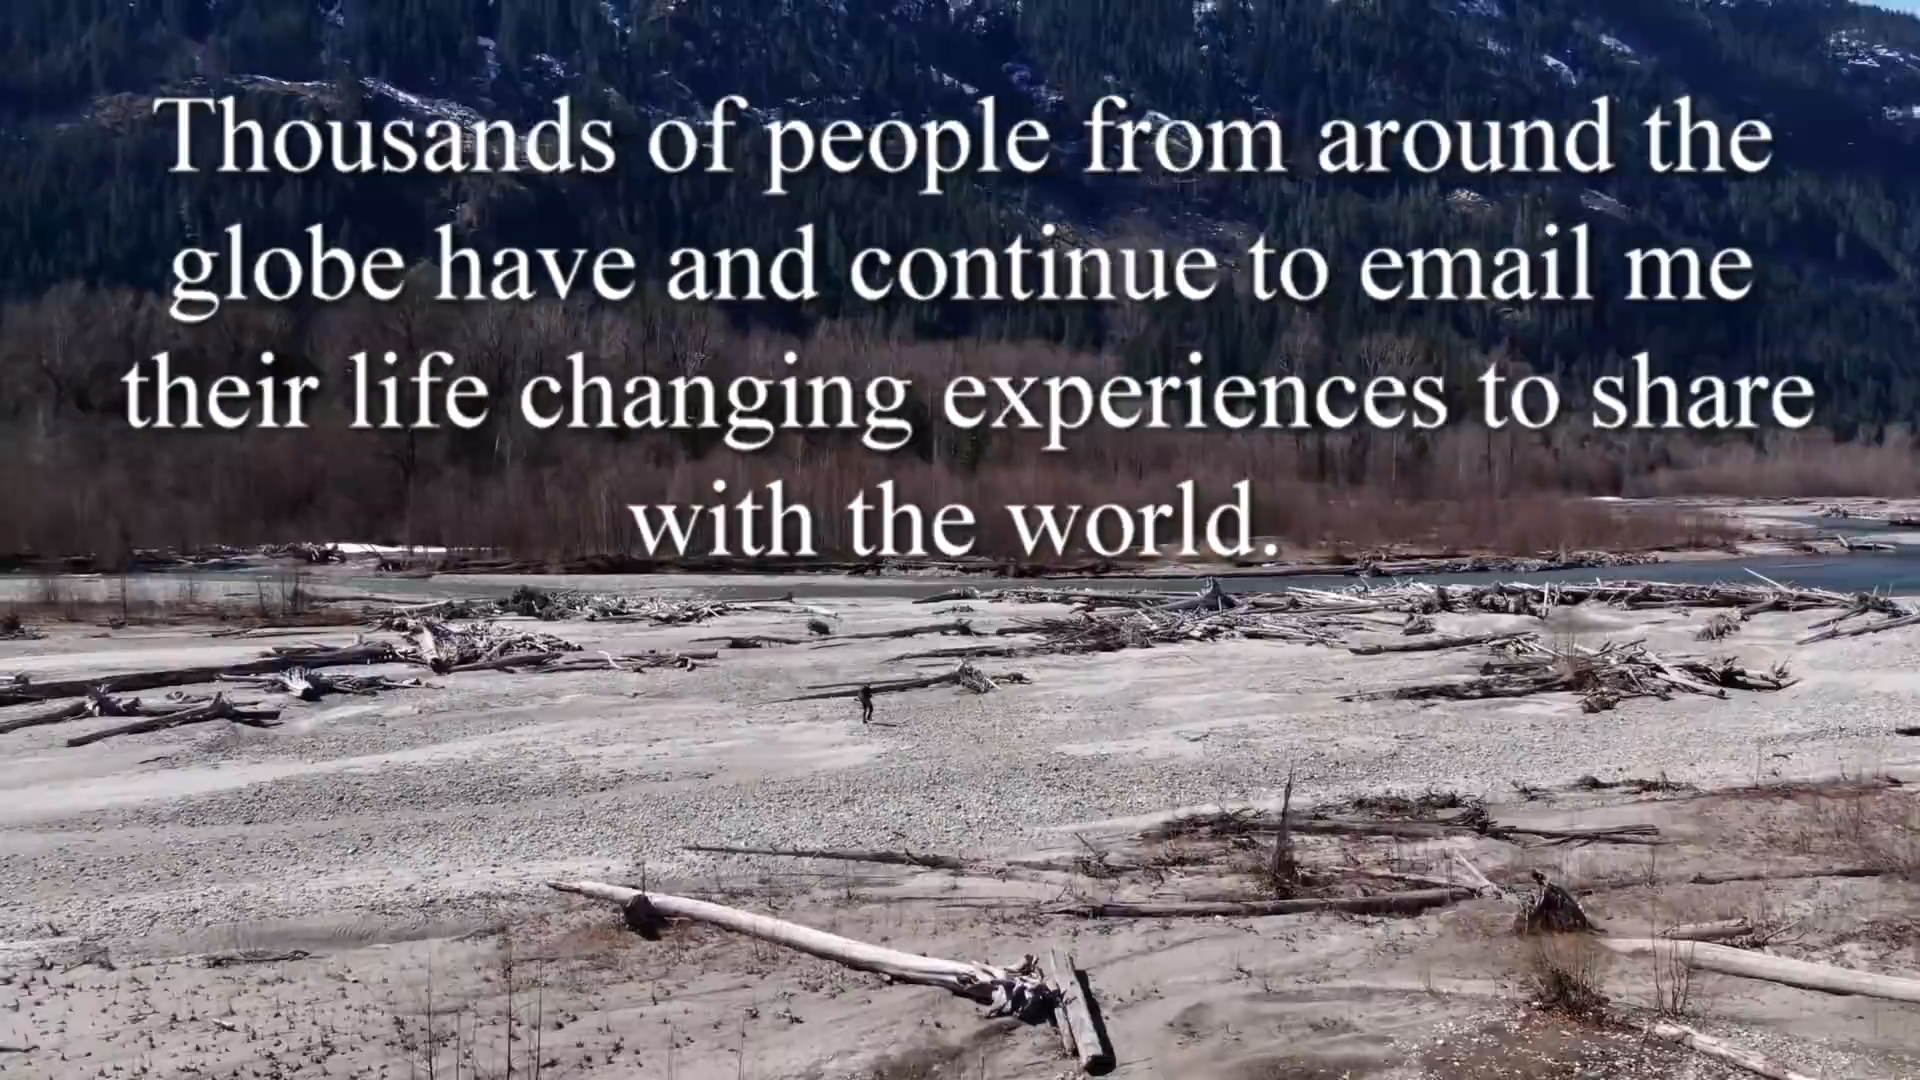 Thousands of people from around the
globe have and continue to email me
their life changing experiences to share
with the world.